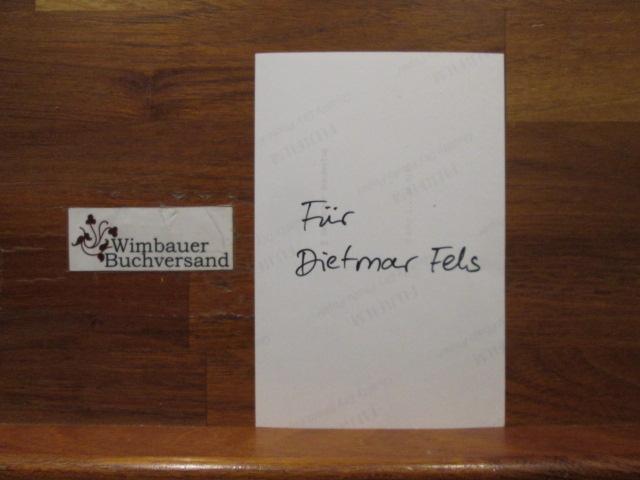 Wimbauer
Buchversand
Für
Dietmar Fels